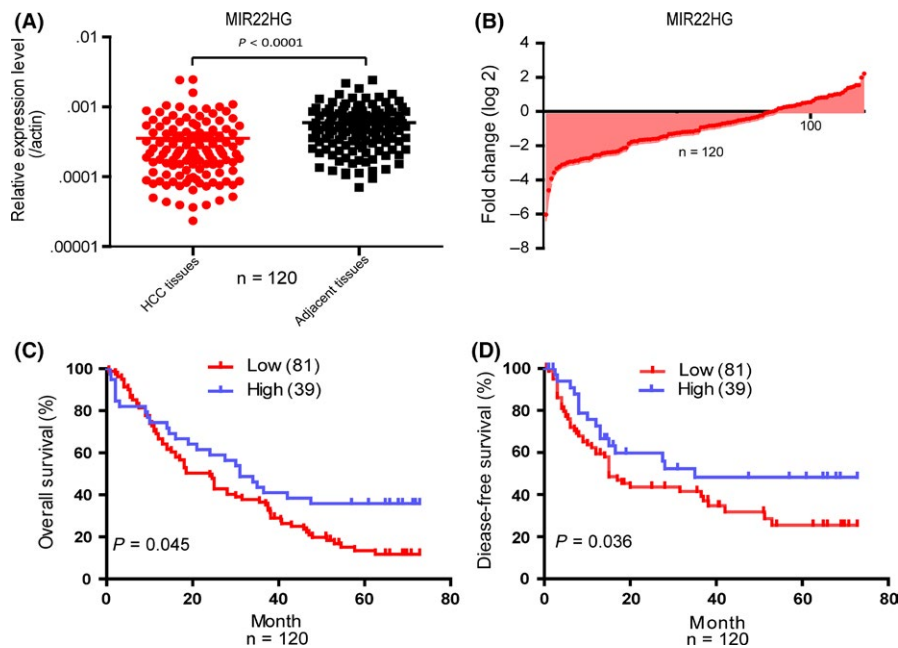 (A)
MIR22HG
Relative expression level
(/actin)
.01
.001
.0001
.00001
P < 0.0001
HCC tissues
n = 120
Adjacent tissues
(B)
MIR22HG
Fold change (log 2)
4
2
0
–2
–4
–6
–8
100
n = 120
(C)
Overall survival (%)
100
80
60
40
20
0
Low (81)
High (39)
P = 0.045
0
20
40
60
80
Month
n = 120
(D)
Diease-free survival (%)
100
80
60
40
20
0
Low (81)
High (39)
P = 0.036
0
20
40
60
80
Month
n = 120